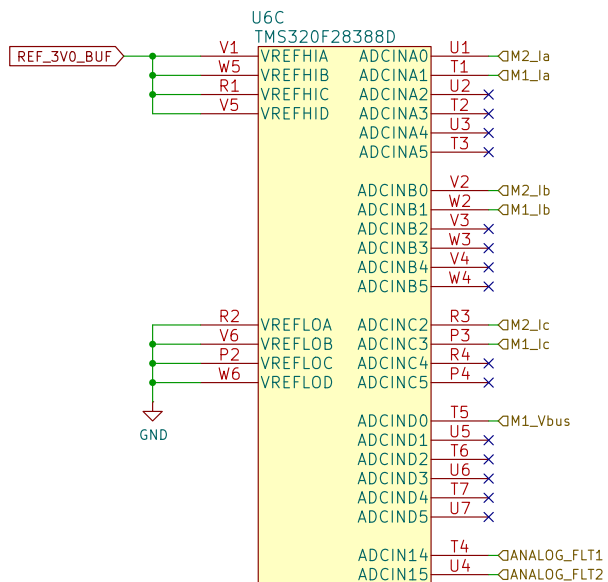 U6C
TMS320F28388D
REF_3V0_BUF V1 VREFHIA ADCINA0 U1 M2_Ia
W5 VREFHIB ADCINA1 T1 M1_Ia
R1 VREFHIC ADCINA2 U2
V5 VREFHID ADCINA3 T2
ADCINA4 U3
ADCINA5 T3
ADCINB0 V2 M2_Ib
ADCINB1 W2 M1_Ib
ADCINB2 V3
ADCINB3 W3
ADCINB4 V4
ADCINB5 W4
R2 VREFLOA ADCINC2 R3 M2_Ic
V6 VREFLOB ADCINC3 P3 M1_Ic
P2 VREFLOC ADCINC4 R4
W6 VREFLOD ADCINC5 P4
GND ADCIND0 T5 M1_Vbus
ADCIND1 U5
ADCIND2 T6
ADCIND3 U6
ADCIND4 T7
ADCIND5 U7
ADCIN14 T4 ANALOG_FLT1
ADCIN15 U4 ANALOG_FLT2